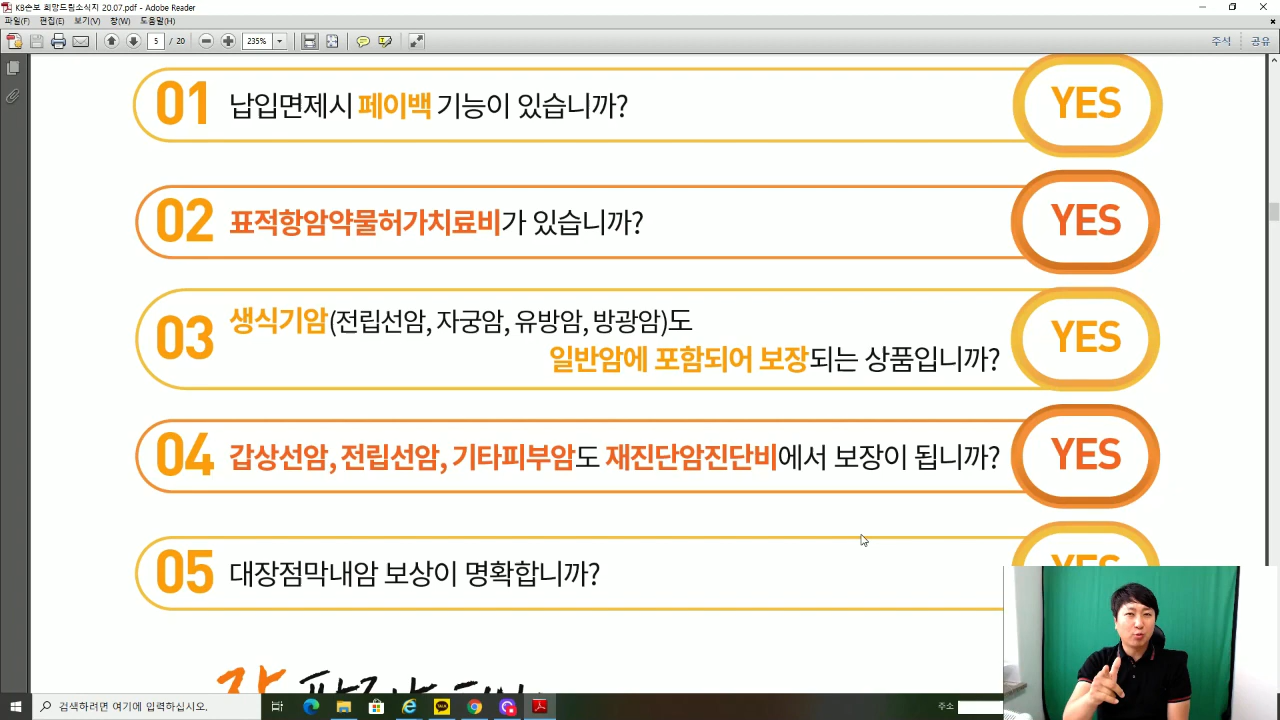 KB손보 희망드림소식지 20.07.pdf - Adobe Reader
파일(F) 편집(E) 보기(V) 창(W) 도움말(H)
5 / 20 235% 주석 공유
01 납입면제시 페이백 기능이 있습니까? YES
02 표적항암약물허가치료비가 있습니까? YES
03 생식기암(전립선암, 자궁암, 유방암, 방광암)도
일반암에 포함되어 보장되는 상품입니까? YES
04 갑상선암, 전립선암, 기타피부암도 재진단암진단비에서 보장이 됩니까? YES
05 대장점막내암 보상이 명확합니까? YES
검색하려면 여기에 입력하십시오. 주소